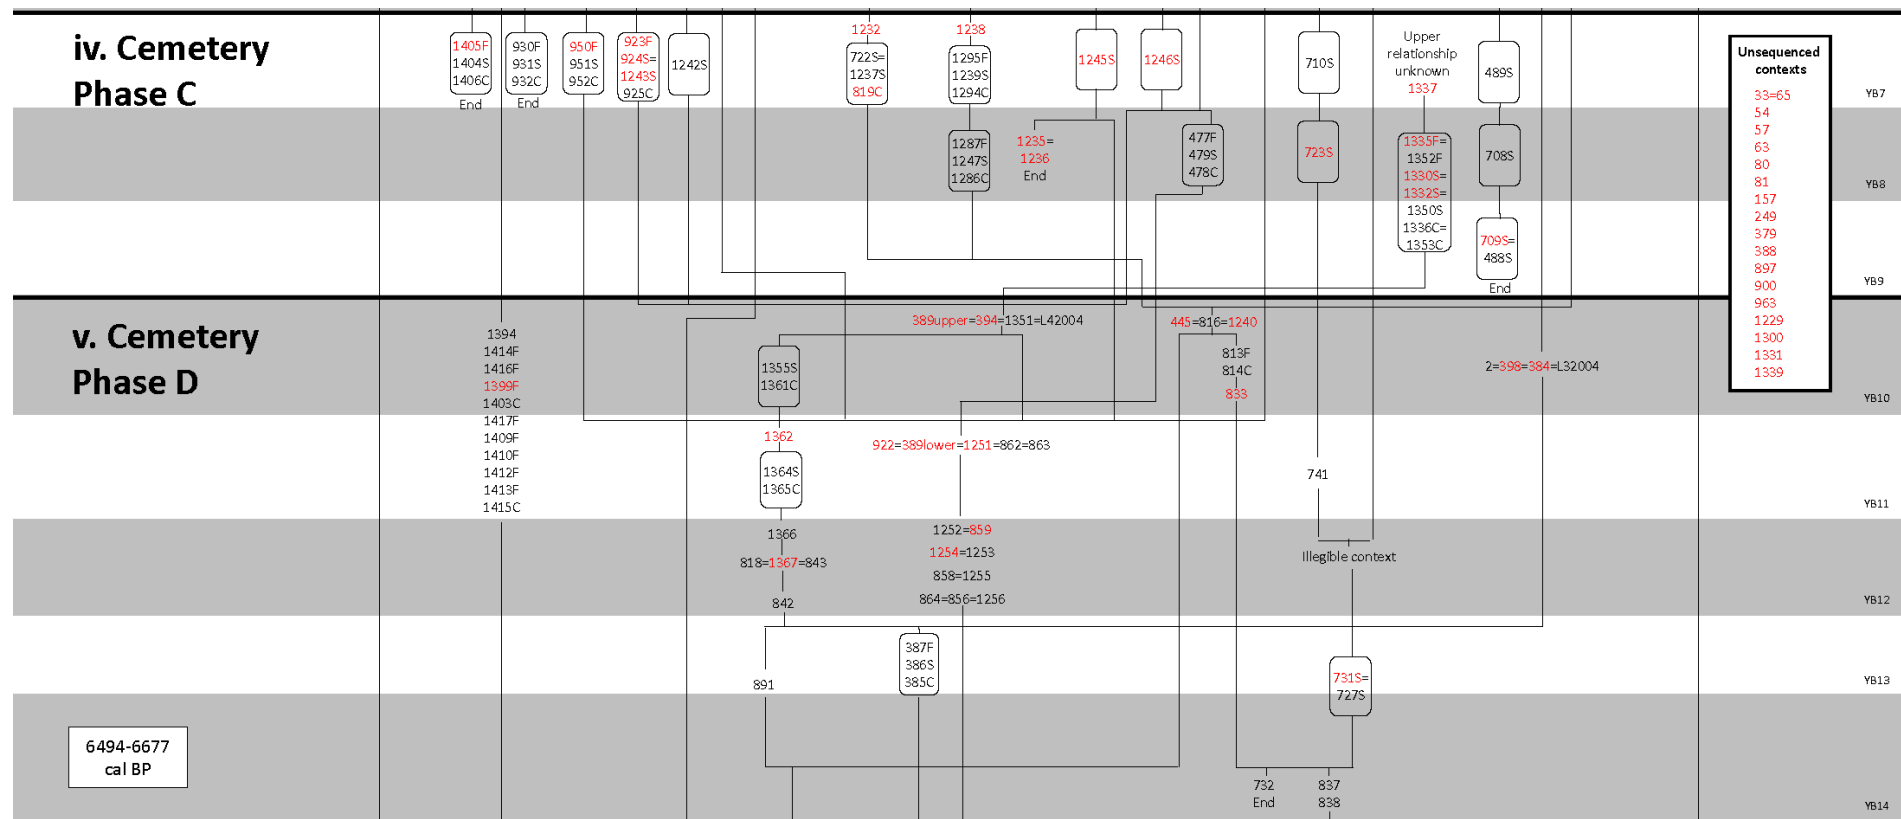 iv. Cemetery
Phase C
1405F
1404S
1406C
End
930F
931S
932C
End
950F
951S
952C
923F
924S=
1243S
925C
1242S
1232
722S=
1237S
819C
1238
1295F
1239S
1294C
1287F
1247S
1286C
1235=
1236
End
1245S
1246S
477F
479S
478C
710S
723S
Upper
relationship
unknown
1337
1335F=
1352F
1330S=
1332S=
1350S
1336C=
1353C
489S
708S
709S=
488S
End
Unsequenced
contexts
33=65
54
57
63
80
81
157
249
379
388
897
900
963
1229
1300
1331
1339
YB7
YB8
YB9
v. Cemetery
Phase D
1394
1414F
1416F
1399F
1403C
1417F
1409F
1410F
1412F
1413F
1415C
389upper=394=1351=L42004
1355S
1361C
1362
1364S
1365C
1366
818=1367=843
842
891
922=389lower=1251=862=863
1252=859
1254=1253
858=1255
864=856=1256
387F
386S
385C
445=816=1240
813F
814C
833
741
Illegible context
731S=
727S
732
End
837
838
2=398=384=L32004
YB10
YB11
YB12
YB13
YB14
6494-6677
cal BP